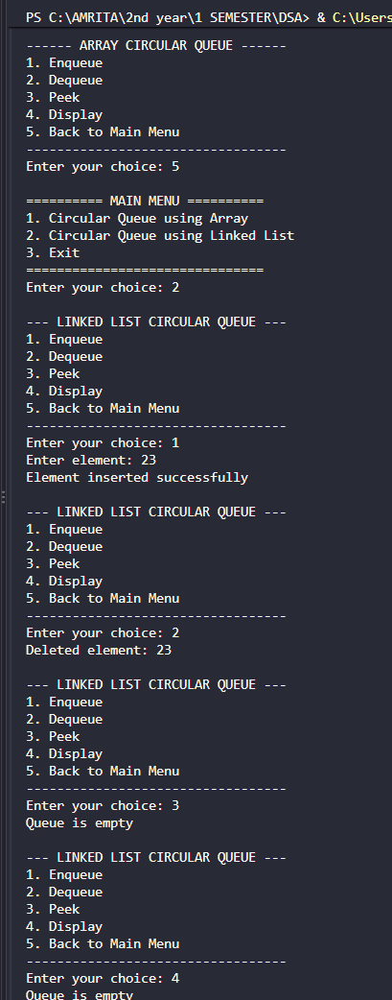 PS C:\AMRITA\2nd year\1 SEMESTER\DSA> & C:\Users
------ ARRAY CIRCULAR QUEUE ------
1. Enqueue
2. Dequeue
3. Peek
4. Display
5. Back to Main Menu
----------------------------------
Enter your choice: 5
========== MAIN MENU ==========
1. Circular Queue using Array
2. Circular Queue using Linked List
3. Exit
===============================
Enter your choice: 2
--- LINKED LIST CIRCULAR QUEUE ---
1. Enqueue
2. Dequeue
3. Peek
4. Display
5. Back to Main Menu
----------------------------------
Enter your choice: 1
Enter element: 23
Element inserted successfully
--- LINKED LIST CIRCULAR QUEUE ---
1. Enqueue
2. Dequeue
3. Peek
4. Display
5. Back to Main Menu
----------------------------------
Enter your choice: 2
Deleted element: 23
--- LINKED LIST CIRCULAR QUEUE ---
1. Enqueue
2. Dequeue
3. Peek
4. Display
5. Back to Main Menu
----------------------------------
Enter your choice: 3
Queue is empty
--- LINKED LIST CIRCULAR QUEUE ---
1. Enqueue
2. Dequeue
3. Peek
4. Display
5. Back to Main Menu
----------------------------------
Enter your choice: 4
Queue is empty